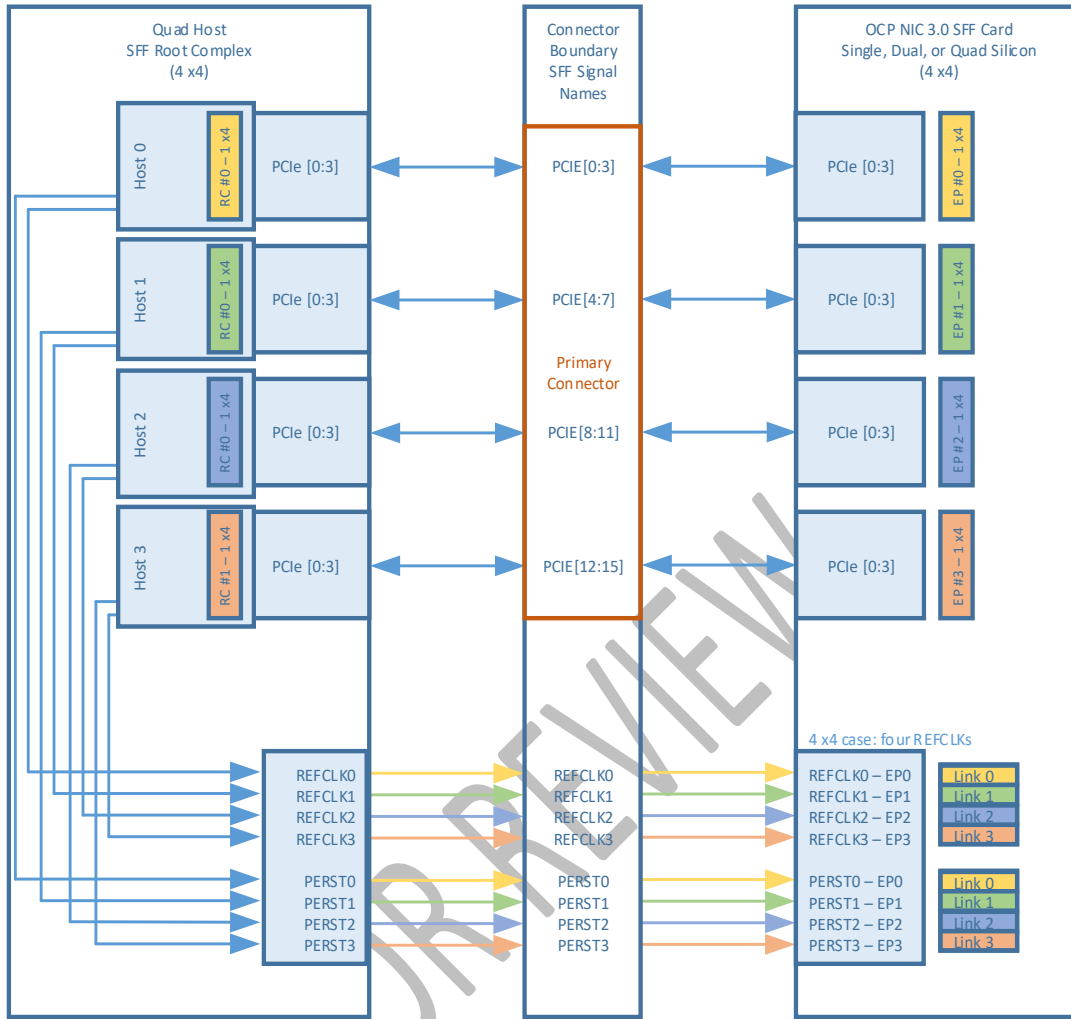 Quad Host
SFF Root Complex
(4 x4)
Connector
Boundary
SFF Signal
Names
OCP NIC 3.0 SFF Card
Single, Dual, or Quad Silicon
(4 x4)
Host 0
RC #0 – 1 x4
PCIe [0:3]
PCIE[0:3]
PCIe [0:3]
EP #0 – 1 x4
Host 1
RC #0 – 1 x4
PCIe [0:3]
PCIE[4:7]
PCIe [0:3]
EP #1 – 1 x4
Primary
Connector
Host 2
RC #0 – 1 x4
PCIe [0:3]
PCIE[8:11]
PCIe [0:3]
EP #2 – 1 x4
Host 3
RC #1 – 1 x4
PCIe [0:3]
PCIE[12:15]
PCIe [0:3]
EP #3 – 1 x4
4 x4 case: four REFCLKs
REFCLK0
REFCLK0
REFCLK0 – EP0
Link 0
REFCLK1
REFCLK1
REFCLK1 – EP1
Link 1
REFCLK2
REFCLK2
REFCLK2 – EP2
Link 2
REFCLK3
REFCLK3
REFCLK3 – EP3
Link 3
PERST0
PERST0
PERST0 – EP0
Link 0
PERST1
PERST1
PERST1 – EP1
Link 1
PERST2
PERST2
PERST2 – EP2
Link 2
PERST3
PERST3
PERST3 – EP3
Link 3
OR REVIEW